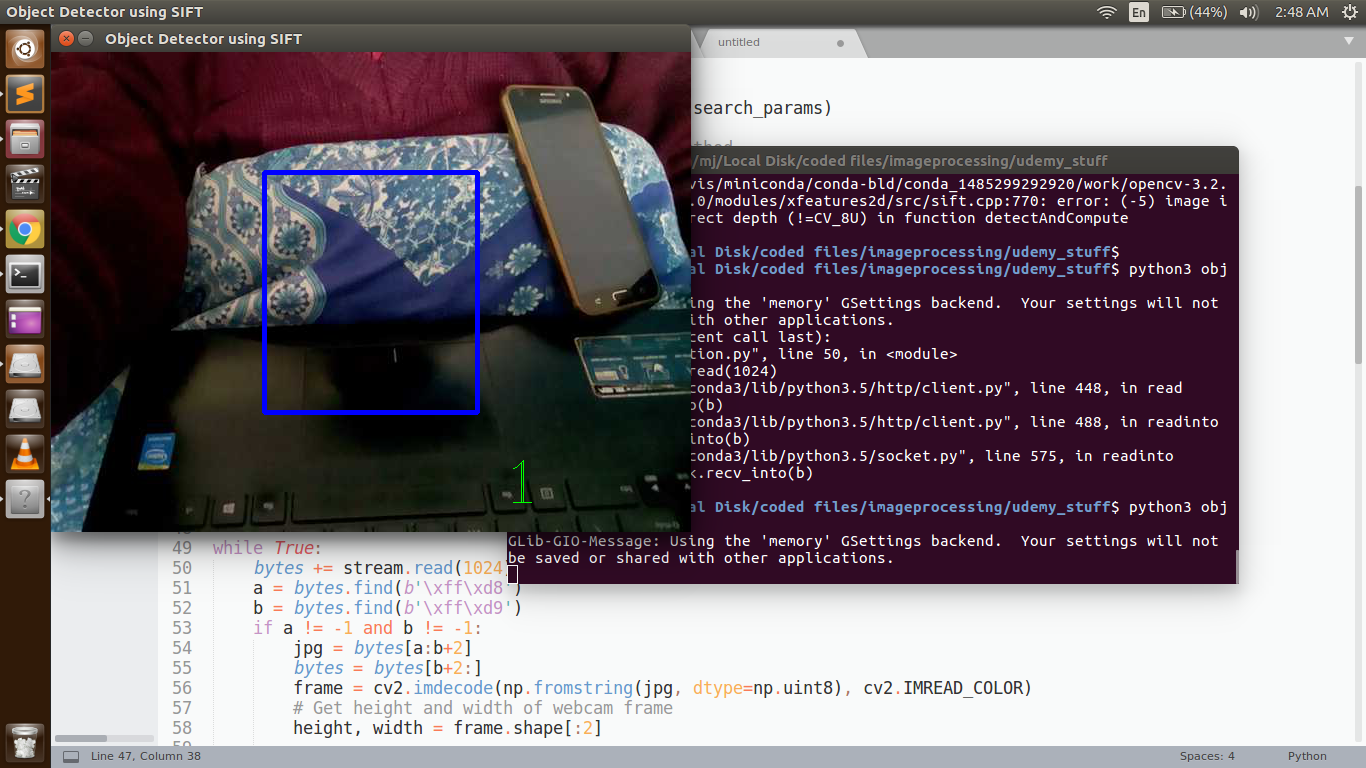 Object Detector using SIFT
En
(44%)
2:48 AM
Object Detector using SIFT
untitled
search_params)
/mj/Local Disk/coded files/imageprocessing/udemy_stuff
vis/miniconda/conda-bld/conda_1485299292920/work/opencv-3.2.
.0/modules/xfeatures2d/src/sift.cpp:770: error: (-5) image i
rect depth (!=CV_8U) in function detectAndCompute
al Disk/coded files/imageprocessing/udemy_stuff$
al Disk/coded files/imageprocessing/udemy_stuff$ python3 obj
ing the 'memory' GSettings backend.  Your settings will not
ith other applications.
cent call last):
tion.py", line 50, in <module>
read(1024)
conda3/lib/python3.5/http/client.py", line 448, in read
o(b)
conda3/lib/python3.5/http/client.py", line 488, in readinto
into(b)
conda3/lib/python3.5/socket.py", line 575, in readinto
k.recv_into(b)
al Disk/coded files/imageprocessing/udemy_stuff$ python3 obj
GLib-GIO-Message: Using the 'memory' GSettings backend.  Your settings will not
be saved or shared with other applications.
SAMSUNG
1
49 while True:
50 bytes += stream.read(1024
51 a = bytes.find(b'\xff\xd8')
52 b = bytes.find(b'\xff\xd9')
53 if a != -1 and b != -1:
54 jpg = bytes[a:b+2]
55 bytes = bytes[b+2:]
56 frame = cv2.imdecode(np.fromstring(jpg, dtype=np.uint8), cv2.IMREAD_COLOR)
57 # Get height and width of webcam frame
58 height, width = frame.shape[:2]
Line 47, Column 38
Spaces: 4
Python